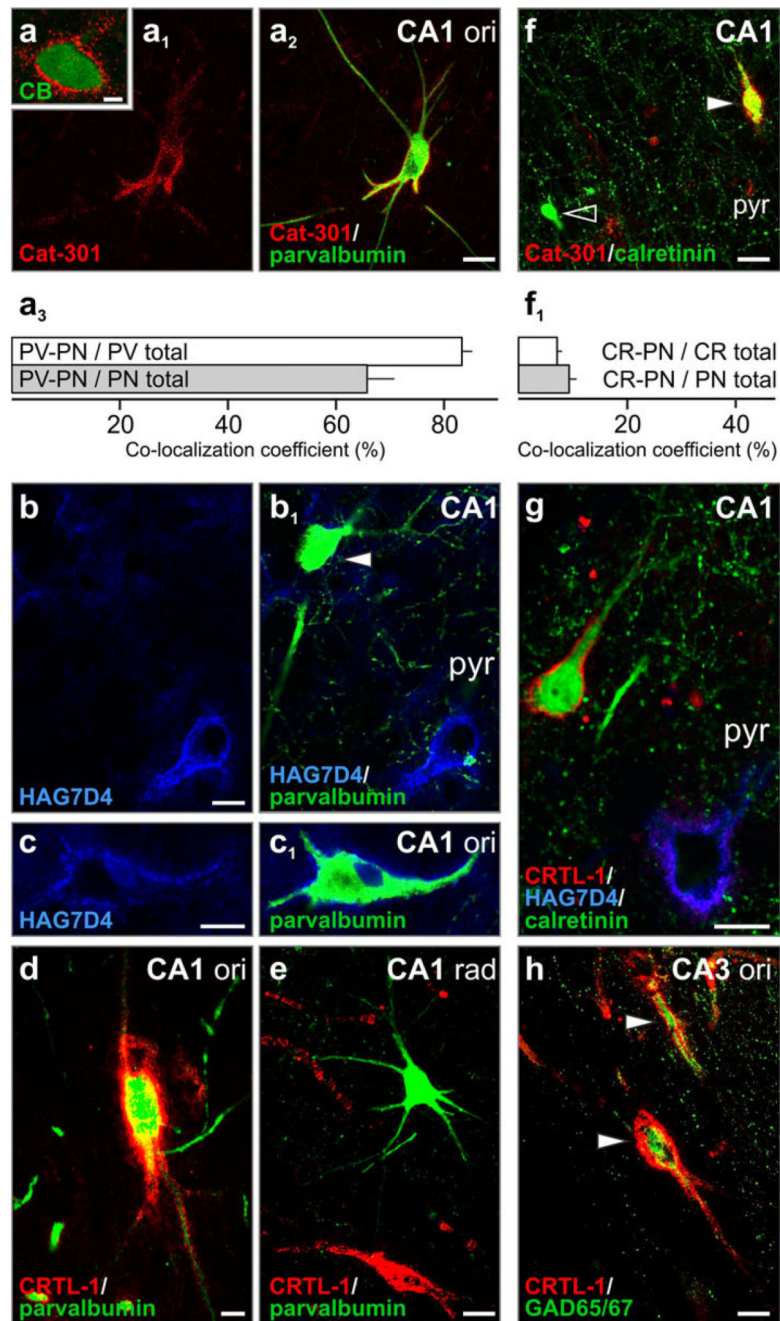 a
CB
a1
Cat-301
a2
CA1 ori
Cat-301/
parvalbumin
f
CA1
pyr
Cat-301/calretinin
a3
PV-PN / PV total
PV-PN / PN total
20 40 60 80
Co-localization coefficient (%)
f1
CR-PN / CR total
CR-PN / PN total
20 40
Co-localization coefficient (%)
b
HAG7D4
b1
CA1
pyr
HAG7D4/
parvalbumin
g
CA1
pyr
CRTL-1/
HAG7D4/
calretinin
c
HAG7D4
c1
CA1 ori
parvalbumin
d
CA1 ori
CRTL-1/
parvalbumin
e
CA1 rad
CRTL-1/
parvalbumin
h
CA3 ori
CRTL-1/
GAD65/67